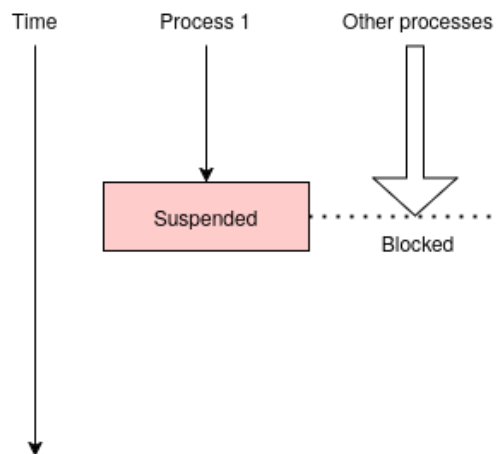 Time
Process 1
Other processes
Suspended
Blocked